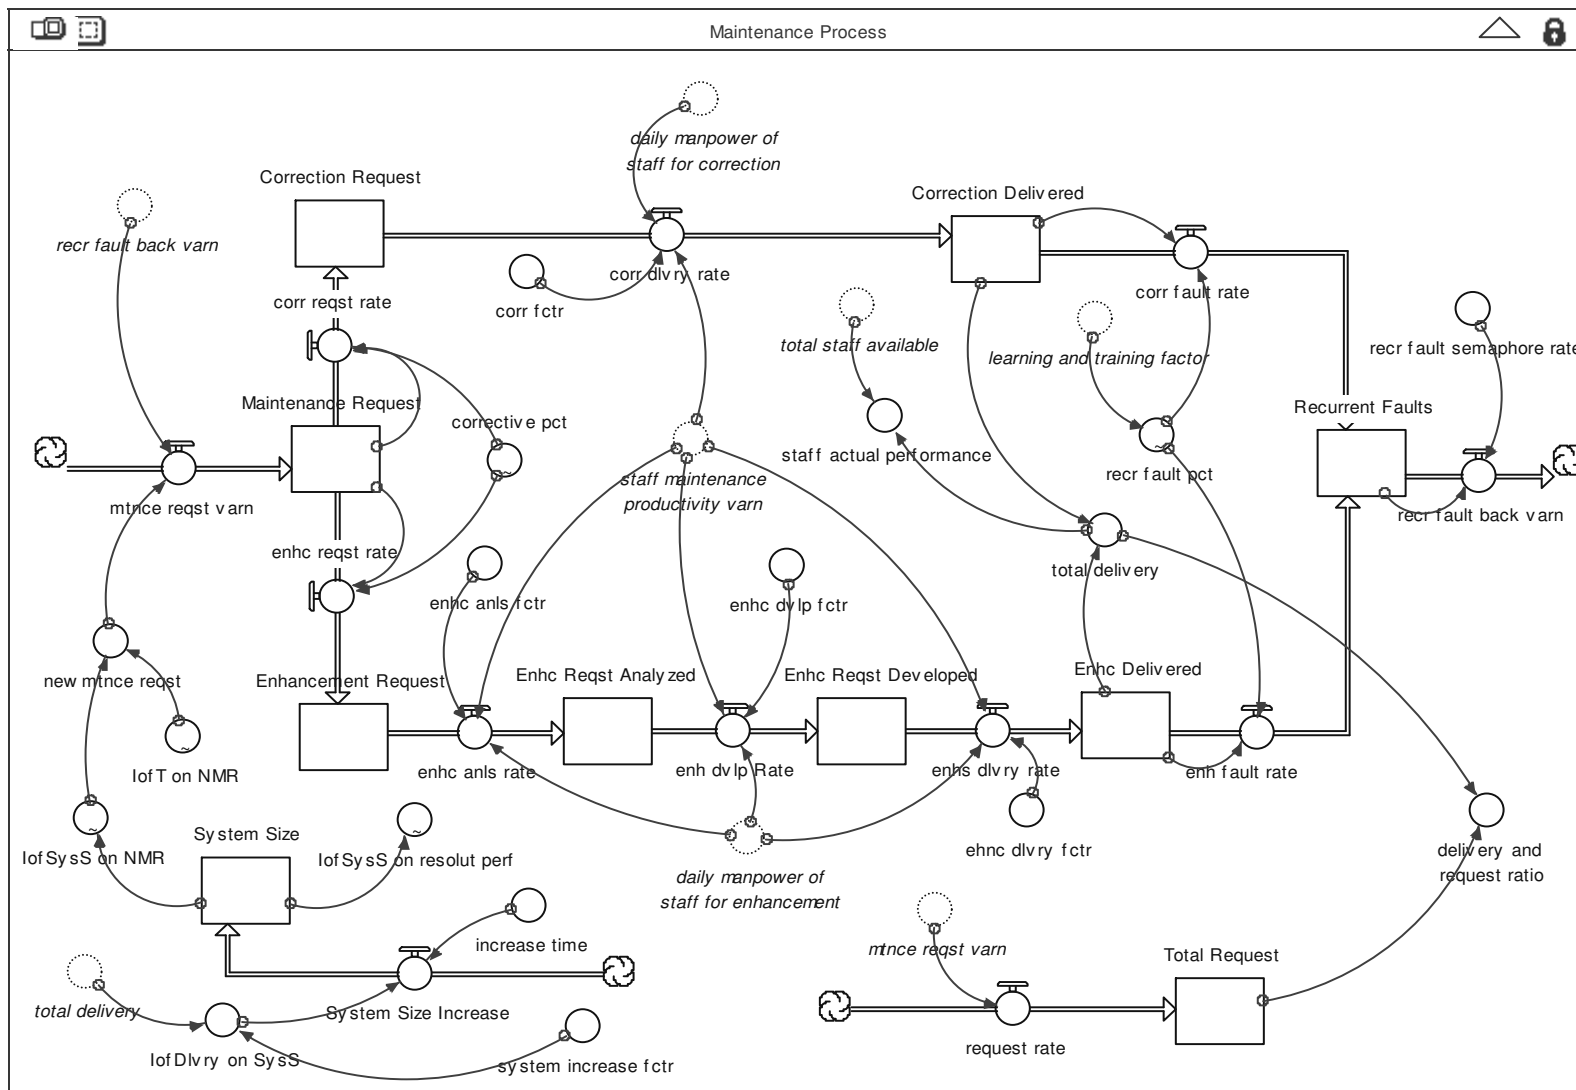 Maintenance Process
daily manpower of
staff for correction
Correction Request
Correction Delivered
recr fault back varn
corr dlvry rate
corr reqst rate
corr fctr
corr fault rate
total staff available
learning and training factor
recr fault semaphore rate
Maintenance Request
corrective pct
Recurrent Faults
staff actual performance
staff maintenance
productivity varn
recr fault pct
mtnce reqst varn
recr fault back varn
enhc reqst rate
total delivery
enhc anls fctr
enhc dvlp fctr
new mtnce reqst
Enhancement Request
Enhc Reqst Analyzed
Enhc Reqst Developed
Enhc Delivered
IofT on NMR
enhc anls rate
enh dvlp Rate
enhs dlvry rate
enh fault rate
System Size
IofSysS on NMR
IofSysS on resolut perf
ehnc dlvry fctr
delivery and
request ratio
daily manpower of
staff for enhancement
increase time
mtnce reqst varn
Total Request
total delivery
System Size Increase
request rate
IofDlvry on SysS
system increase fctr